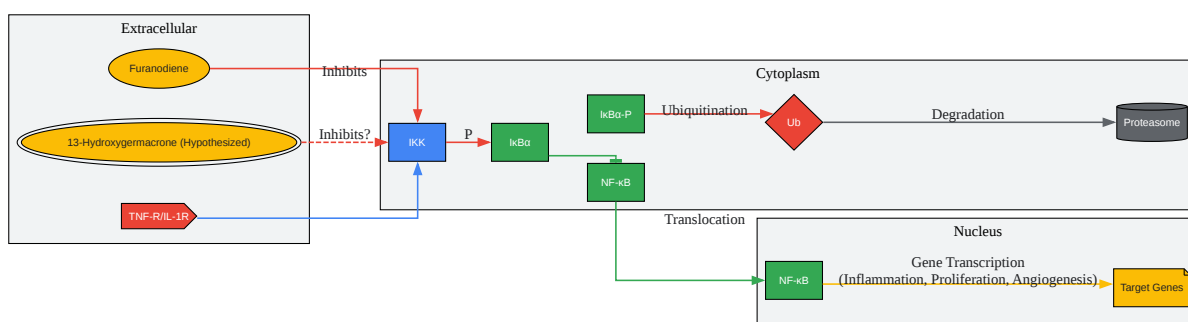 Extracellular
Furanodiene
Inhibits
Cytoplasm
13-Hydroxygermacrone (Hypothesized)
Inhibits?
IKK
P
IκBα
IκBα-P
Ubiquitination
Ub
Degradation
Proteasome
NF-κB
TNF-R/IL-1R
Translocation
Nucleus
NF-κB
Gene Transcription
(Inflammation, Proliferation, Angiogenesis)
Target Genes